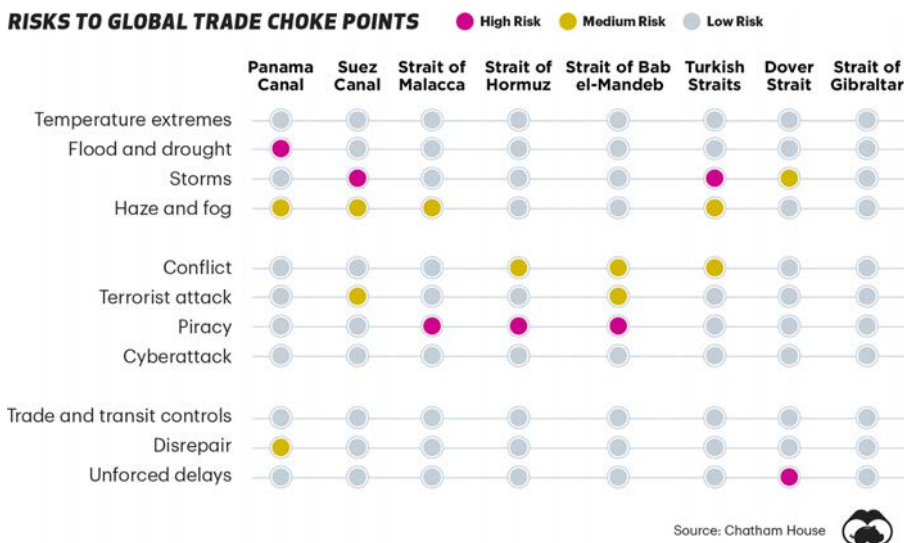 RISKS TO GLOBAL TRADE CHOKE POINTS
High Risk
Medium Risk
Low Risk
Panama Canal
Suez Canal
Strait of Malacca
Strait of Hormuz
Strait of Bab el-Mandeb
Turkish Straits
Dover Strait
Strait of Gibraltar
Temperature extremes
Flood and drought
Storms
Haze and fog
Conflict
Terrorist attack
Piracy
Cyberattack
Trade and transit controls
Disrepair
Unforced delays
Source: Chatham House